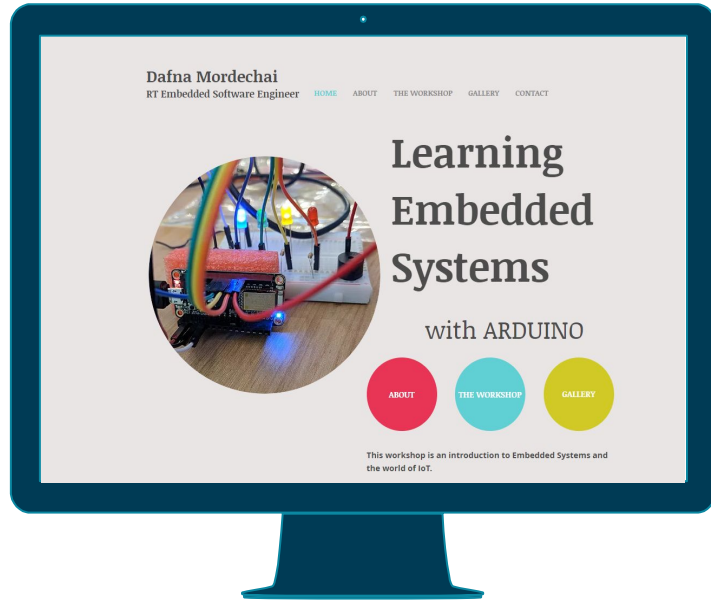 Dafna Mordechai
RT Embedded Software Engineer
HOME ABOUT THE WORKSHOP GALLERY CONTACT
Learning
Embedded
Systems
with ARDUINO
ABOUT THE WORKSHOP GALLERY
This workshop is an introduction to Embedded Systems and
the world of IoT.